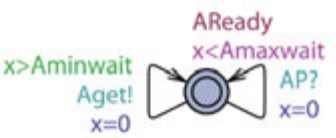 AReady
x<Amaxwait
x>Aminwait
AP?
Aget!
x=0
x=0